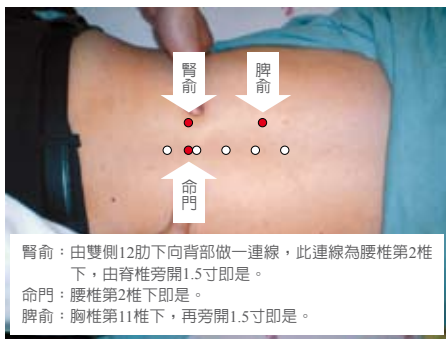 腎俞
脾俞
命門
腎俞：由雙側12肋下向背部做一連線，此連線為腰椎第2椎
下，由脊椎旁開1.5寸即是。
命門：腰椎第2椎下即是。
脾俞：胸椎第11椎下，再旁開1.5寸即是。